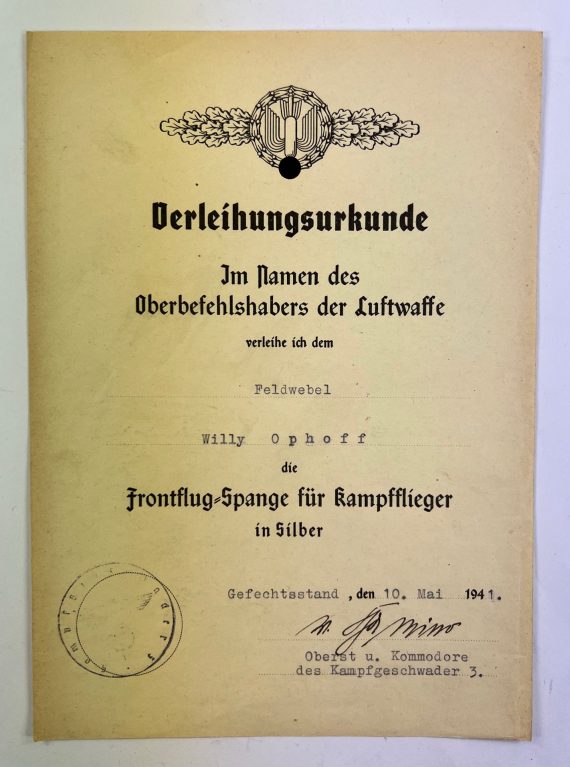 Verleihungsurkunde
Im Namen des
Oberbefehlshabers der Luftwaffe
verleihe ich dem
Feldwebel
Willy Ophoff
die
Frontflug-Spange für Kampfflieger
in Silber
Gefechtsstand , den 10. Mai 1941.
Oberst u. Kommodore
des Kampfgeschwader 3.